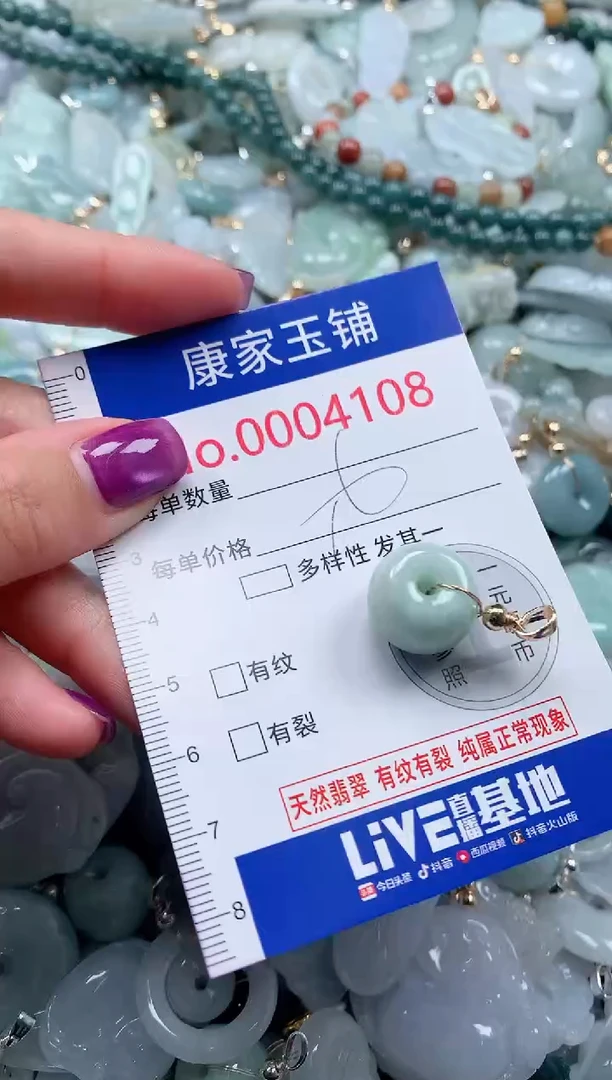 康家玉铺
No.0004108
每单数量
每单价格
多样性 发其一
一元
币
照
有纹
有裂
天然翡翠 有纹有裂 纯属正常现象
LiVE直播基地
今日头条 抖音 西瓜视频 抖音火山版
0
3
4
5
6
7
8